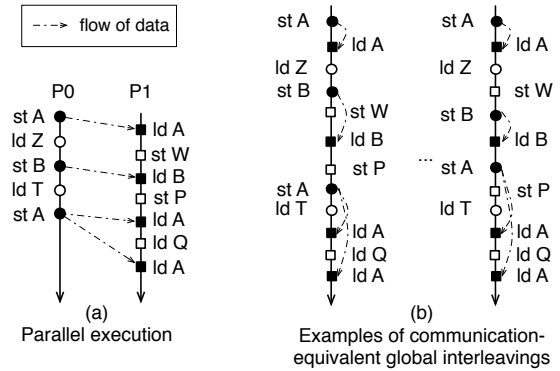 flow of data
P0
st A
ld Z
st B
ld T
st A
P1
ld A
st W
ld B
st P
ld A
ld Q
ld A
(a)
Parallel execution
st A
ld A
ld Z
st B
st W
ld B
st P
st A
ld T
ld A
ld Q
ld A
...
st A
ld A
ld Z
st W
st B
ld B
st A
st P
ld T
ld A
ld Q
ld A
(b)
Examples of communication-
equivalent global interleavings